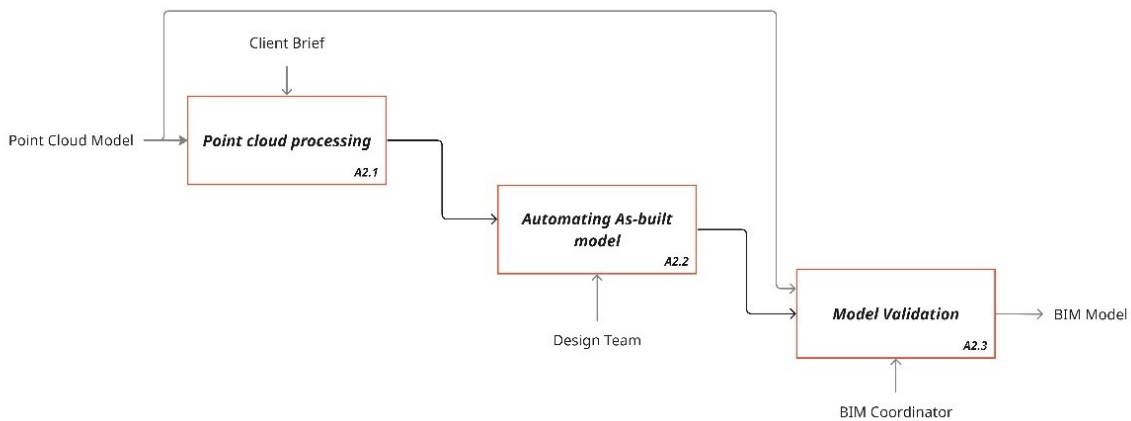 Client Brief
Point Cloud Model
Point cloud processing
A2.1
Automating As-built
model
A2.2
Design Team
Model Validation
A2.3
BIM Model
BIM Coordinator